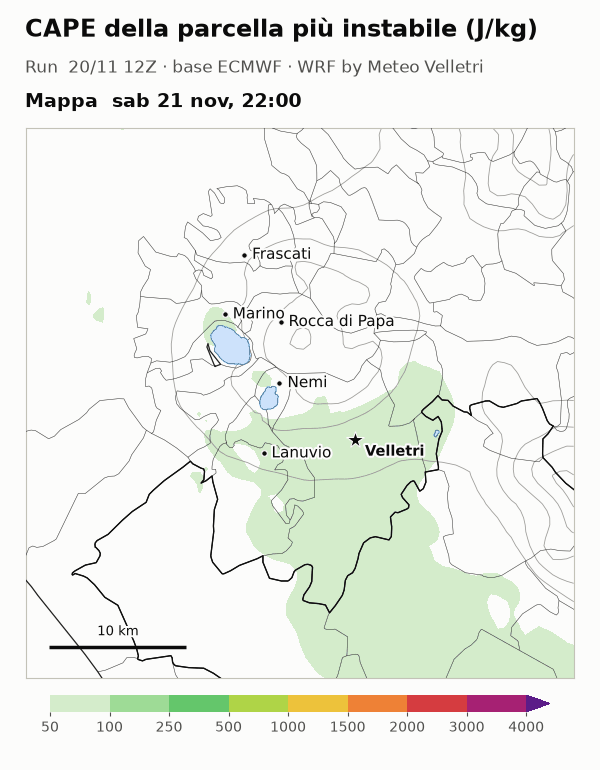 CAPE della parcella più instabile (J/kg)
Run  20/11 12Z · base ECMWF · WRF by Meteo Velletri
Mappa  sab 21 nov, 22:00
Frascati
Marino
Rocca di Papa
Nemi
Velletri
Lanuvio
10 km
50 100 250 500 1000 1500 2000 3000 4000